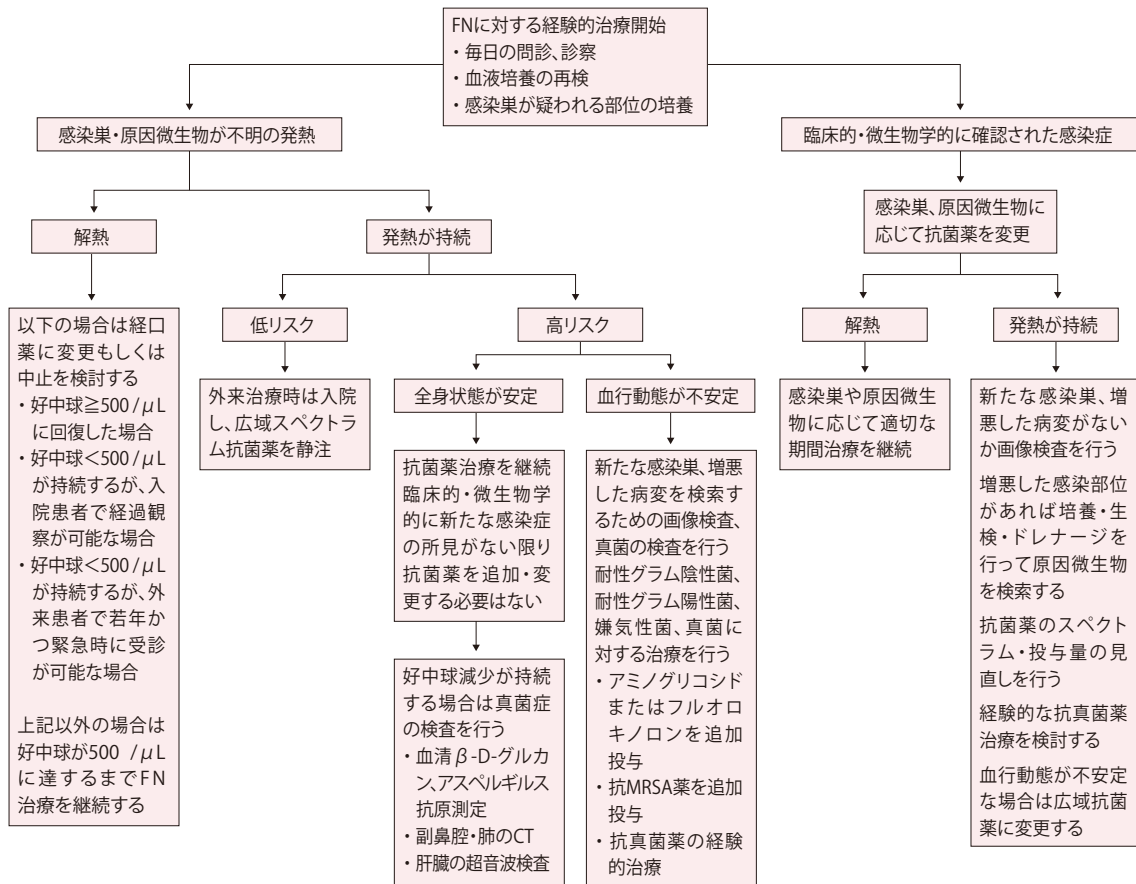 FNに対する経験的治療開始
・毎日の問診、診察
・血液培養の再検
・感染巣が疑われる部位の培養
感染巣・原因微生物が不明の発熱
臨床的・微生物学的に確認された感染症
解熱
発熱が持続
感染巣、原因微生物に
応じて抗菌薬を変更
以下の場合は経口
薬に変更もしくは
中止を検討する
・好中球≧500/μL
に回復した場合
・好中球<500/μL
が持続するが、入
院患者で経過観
察が可能な場合
・好中球<500/μL
が持続するが、外
来患者で若年か
つ緊急時に受診
が可能な場合
上記以外の場合は
好中球が500 /μL
に達するまでFN
治療を継続する
低リスク
外来治療時は入院
し、広域スペクトラ
ム抗菌薬を静注
高リスク
全身状態が安定
抗菌薬治療を継続
臨床的・微生物学
的に新たな感染症
の所見がない限り
抗菌薬を追加・変
更する必要はない
好中球減少が持続
する場合は真菌症
の検査を行う
・血清β-D-グルカ
ン、アスペルギルス
抗原測定
・副鼻腔・肺のCT
・肝臓の超音波検査
血行動態が不安定
新たな感染巣、増悪
した病変を検索す
るための画像検査、
真菌の検査を行う
耐性グラム陰性菌、
耐性グラム陽性菌、
嫌気性菌、真菌に
対する治療を行う
・アミノグリコシド
またはフルオロ
キノロンを追加
投与
・抗MRSA薬を追加
投与
・抗真菌薬の経験
的治療
解熱
感染巣や原因微生
物に応じて適切な
期間治療を継続
発熱が持続
新たな感染巣、増
悪した病変がない
か画像検査を行う
増悪した感染部位
があれば培養・生
検・ドレナージを
行って原因微生物
を検索する
抗菌薬のスペクト
ラム・投与量の見
直しを行う
経験的な抗真菌薬
治療を検討する
血行動態が不安定
な場合は広域抗菌
薬に変更する